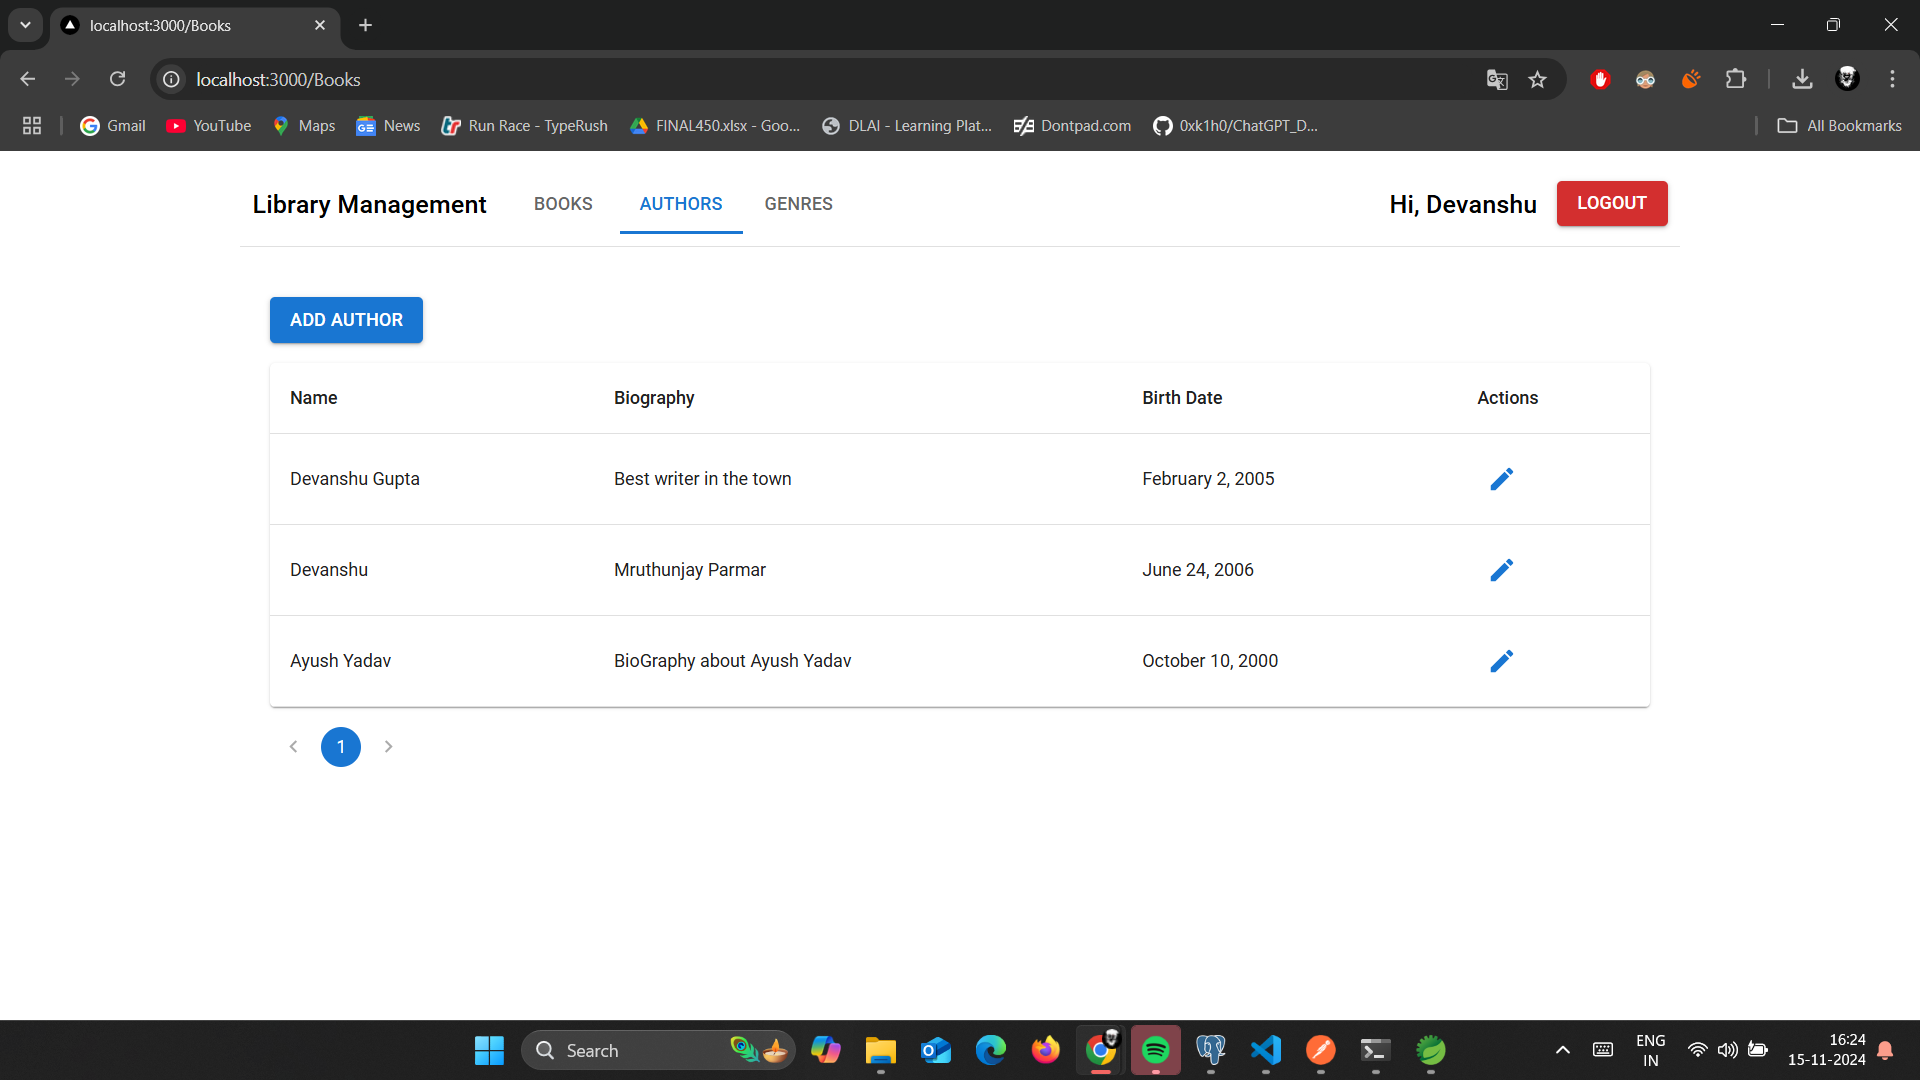 localhost:3000/Books
localhost:3000/Books
Gmail YouTube Maps News Run Race - TypeRush FINAL450.xlsx - Goo... DLAI - Learning Plat... Dontpad.com 0xk1h0/ChatGPT_D... All Bookmarks
Library Management BOOKS AUTHORS GENRES Hi, Devanshu LOGOUT
ADD AUTHOR
Name Biography Birth Date Actions
Devanshu Gupta Best writer in the town February 2, 2005
Devanshu Mruthunjay Parmar June 24, 2006
Ayush Yadav BioGraphy about Ayush Yadav October 10, 2000
1
Search
ENG
IN
16:24
15-11-2024